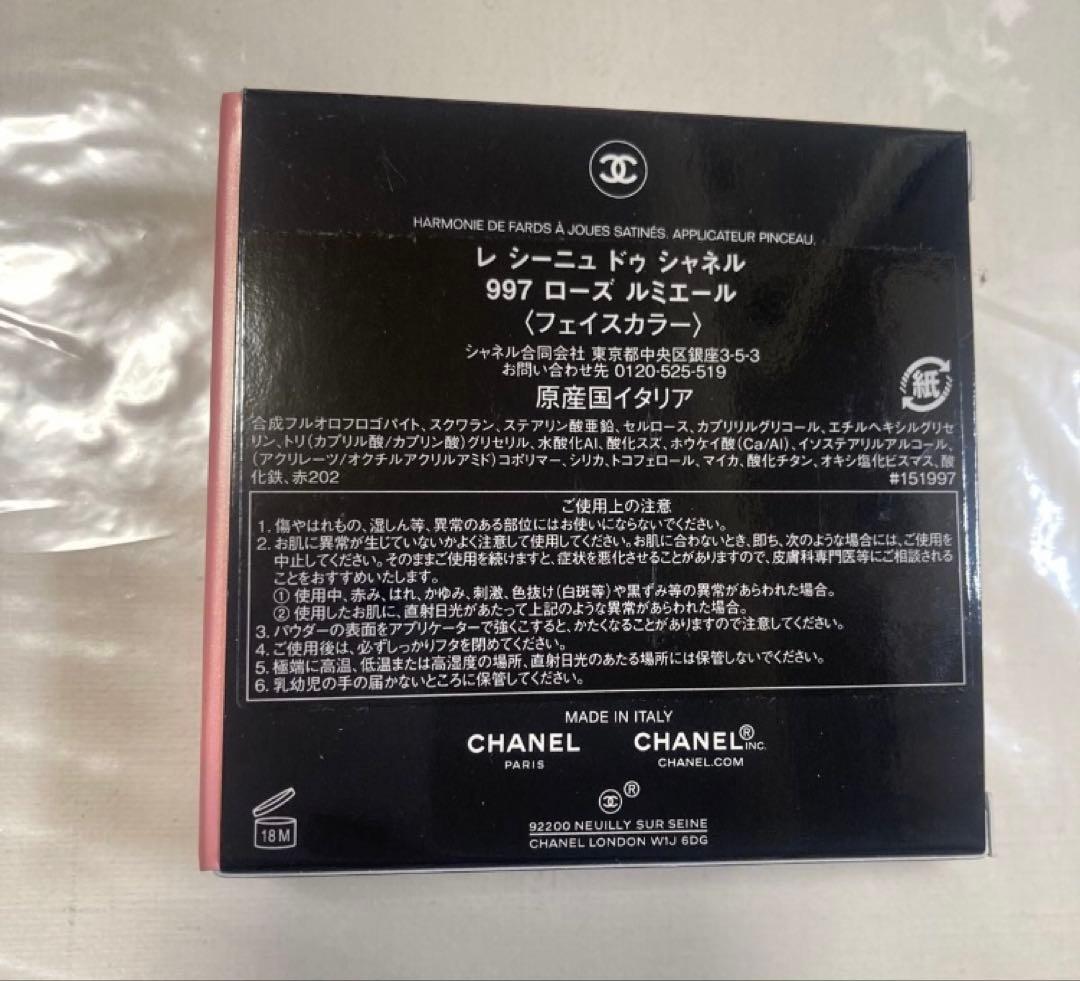 HARMONIE DE FARDS À JOUES SATINÉS. APPLICATEUR PINCEAU.
レ シーニュ ドゥ シャネル
997 ローズ ルミエール
〈フェイスカラー〉
シャネル合同会社 東京都中央区銀座3-5-3
お問い合わせ先 0120-525-519
原産国イタリア
紙
合成フルオロフロゴパイト、スクワラン、ステアリン酸亜鉛、セルロース、カプリリルグリコール、エチルヘキシルグリセ
リン、トリ(カプリル酸/カプリン酸)グリセリル、水酸化Al、酸化スズ、ホウケイ酸(Ca/Al)、イソステアリルアルコール、
(アクリレーツ/オクチルアクリルアミド)コポリマー、シリカ、トコフェロール、マイカ、酸化チタン、オキシ塩化ビスマス、酸
化鉄、赤202 #151997
ご使用上の注意
1. 傷やはれもの、湿しん等、異常のある部位にはお使いにならないでください。
2. お肌に異常が生じていないかよく注意して使用してください。お肌に合わないとき、即ち、次のような場合には、ご使用を
中止してください。そのままご使用を続けますと、症状を悪化させることがありますので、皮膚科専門医等にご相談される
ことをおすすめいたします。
① 使用中、赤み、はれ、かゆみ、刺激、色抜け(白斑等)や黒ずみ等の異常があらわれた場合。
② 使用したお肌に、直射日光があたって上記のような異常があらわれた場合。
3. パウダーの表面をアプリケーターで強くこすると、かたくなることがありますので注意してください。
4. ご使用後は、必ずしっかりフタを閉めてください。
5. 極端に高温、低温または高湿度の場所、直射日光のあたる場所には保管しないでください。
6. 乳幼児の手の届かないところに保管してください。
MADE IN ITALY
CHANEL CHANEL® INC.
PARIS CHANEL.COM
®
18M
92200 NEUILLY SUR SEINE
CHANEL LONDON W1J 6DG